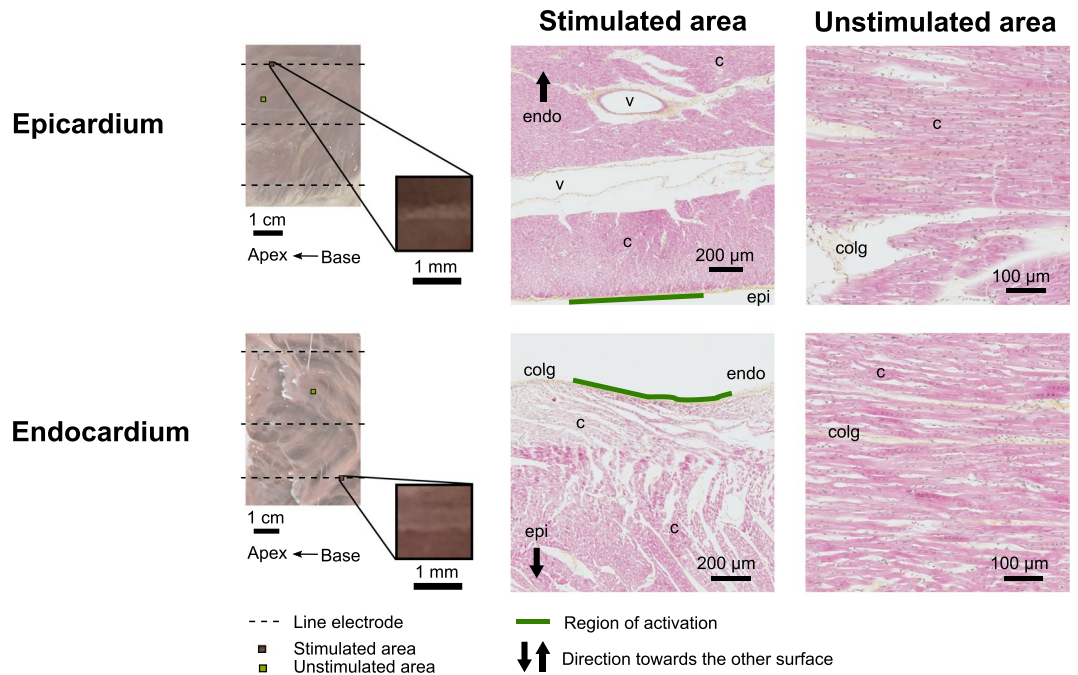 Stimulated area
Unstimulated area
Epicardium
1 cm
Apex ← Base
1 mm
c
endo
v
v
c
200 µm
epi
c
colg
100 µm
Endocardium
1 cm
Apex ← Base
1 mm
colg
endo
c
c
epi
200 µm
c
colg
100 µm
Line electrode
Stimulated area
Unstimulated area
Region of activation
Direction towards the other surface